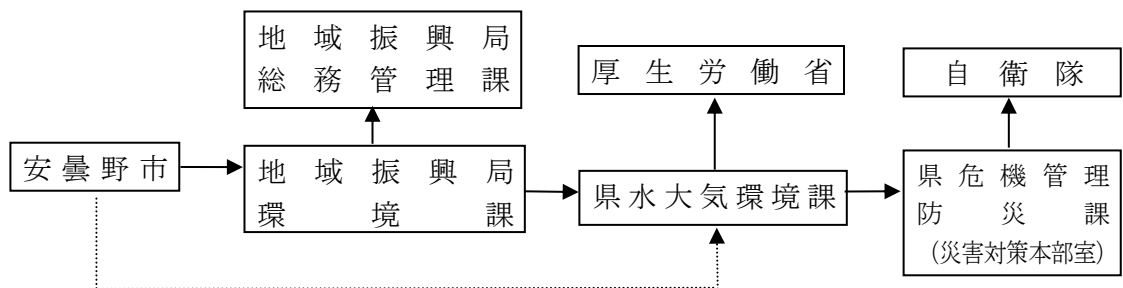 地域振興局
総務管理課
厚生労働省
自衛隊
安曇野市
地域振興局
環境課
県水大気環境課
県危機管理
防災課
（災害対策本部室）